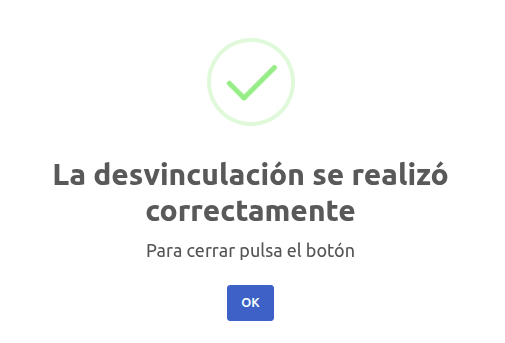 La desvinculación se realizó
correctamente
Para cerrar pulsa el botón
OK